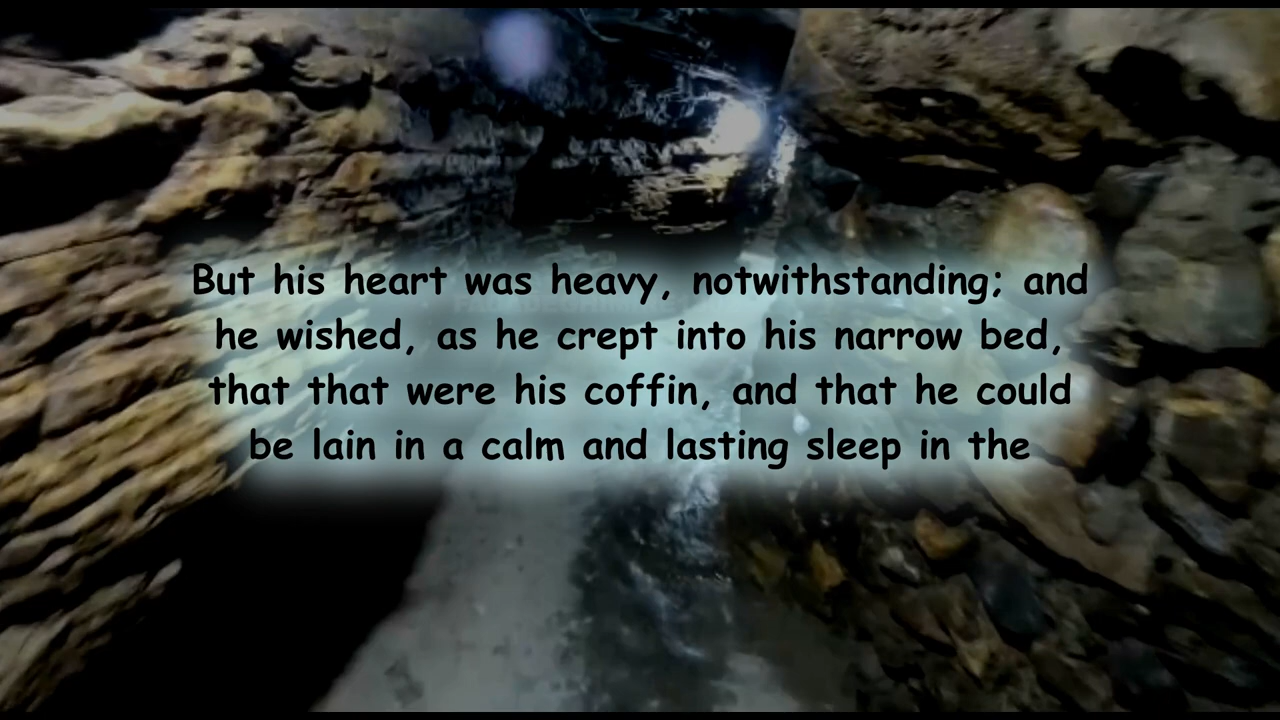 But his heart was heavy, notwithstanding; and
he wished, as he crept into his narrow bed,
that that were his coffin, and that he could
be lain in a calm and lasting sleep in the